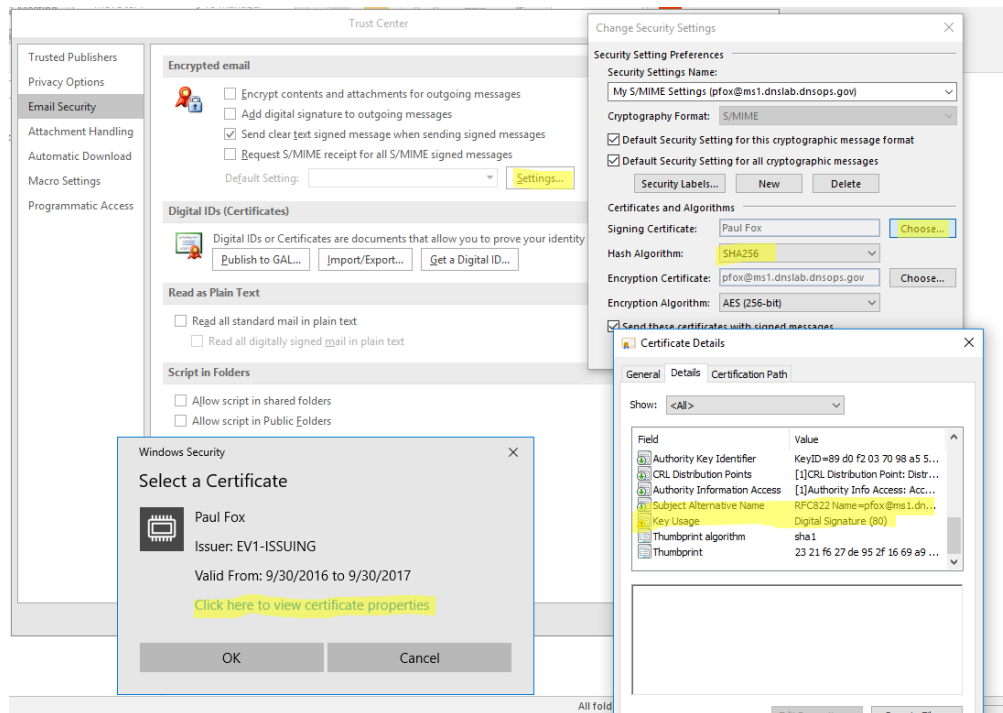 Trust Center
Trusted Publishers
Privacy Options
Email Security
Attachment Handling
Automatic Download
Macro Settings
Programmatic Access
Encrypted email
Encrypt contents and attachments for outgoing messages
Add digital signature to outgoing messages
Send clear text signed message when sending signed messages
Request S/MIME receipt for all S/MIME signed messages
Default Setting:
Settings...
Digital IDs (Certificates)
Digital IDs or Certificates are documents that allow you to prove your identity
Publish to GAL...
Import/Export...
Get a Digital ID...
Read as Plain Text
Read all standard mail in plain text
Read all digitally signed mail in plain text
Script in Folders
Allow script in shared folders
Allow script in Public Folders
Change Security Settings
Security Setting Preferences
Security Settings Name:
My S/MIME Settings (pfox@ms1.dnslab.dnsops.gov)
Cryptography Format: S/MIME
Default Security Setting for this cryptographic message format
Default Security Setting for all cryptographic messages
Security Labels...
New
Delete
Certificates and Algorithms
Signing Certificate: Paul Fox Choose...
Hash Algorithm: SHA256
Encryption Certificate: pfox@ms1.dnslab.dnsops.gov Choose...
Encryption Algorithm: AES (256-bit)
Send these certificates with signed messages
Windows Security
Select a Certificate
Paul Fox
Issuer: EV1-ISSUING
Valid From: 9/30/2016 to 9/30/2017
Click here to view certificate properties
OK
Cancel
Certificate Details
General Details Certification Path
Show: <All>
Field Value
Authority Key Identifier KeyID=89 d0 f2 03 70 98 a5 5...
CRL Distribution Points [1]CRL Distribution Point: Distr...
Authority Information Access [1]Authority Info Access: Acc...
Subject Alternative Name RFC822 Name=pfox@ms1.dn...
Key Usage Digital Signature (80)
Thumbprint algorithm sha1
Thumbprint 23 21 f6 27 de 95 2f 16 69 a9 ...
All fold